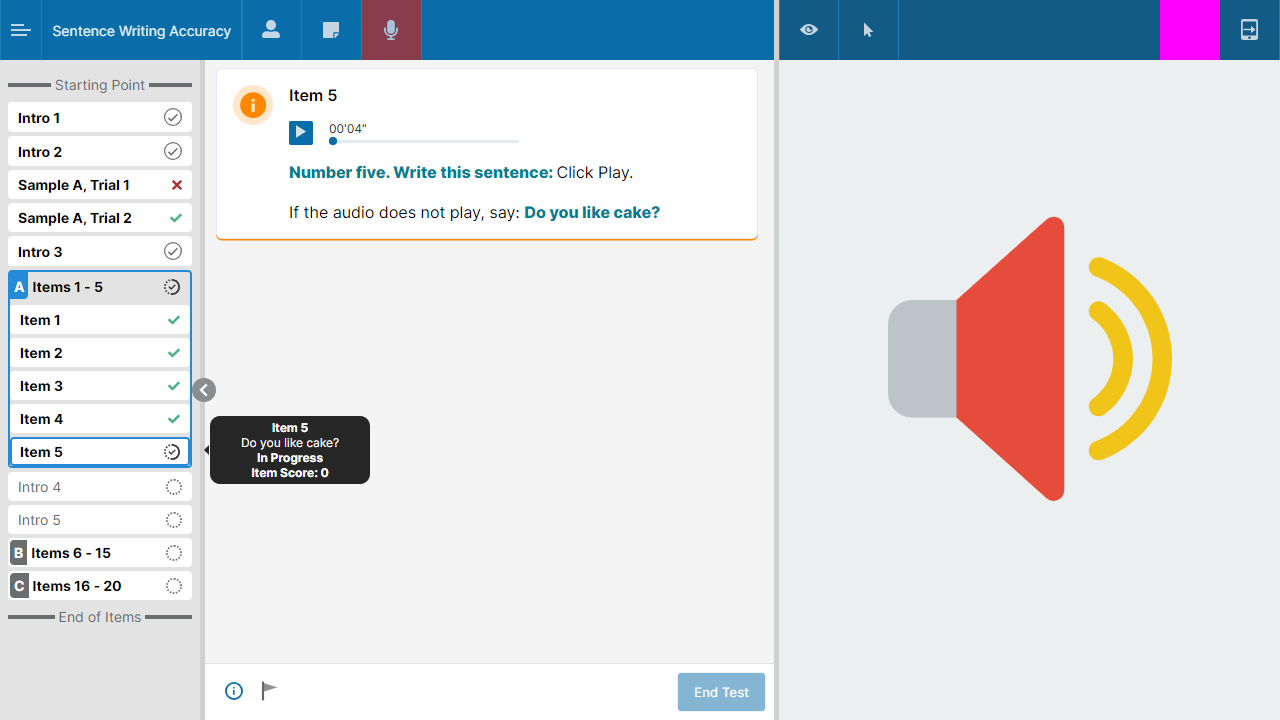 Sentence Writing Accuracy
Starting Point
Intro 1
Intro 2
Sample A, Trial 1
Sample A, Trial 2
Intro 3
A Items 1 - 5
Item 1
Item 2
Item 3
Item 4
Item 5
Intro 4
Intro 5
B Items 6 - 15
C Items 16 - 20
End of Items
Item 5
00'04"
Number five. Write this sentence: Click Play.
If the audio does not play, say: Do you like cake?
Item 5
Do you like cake?
In Progress
Item Score: 0
End Test